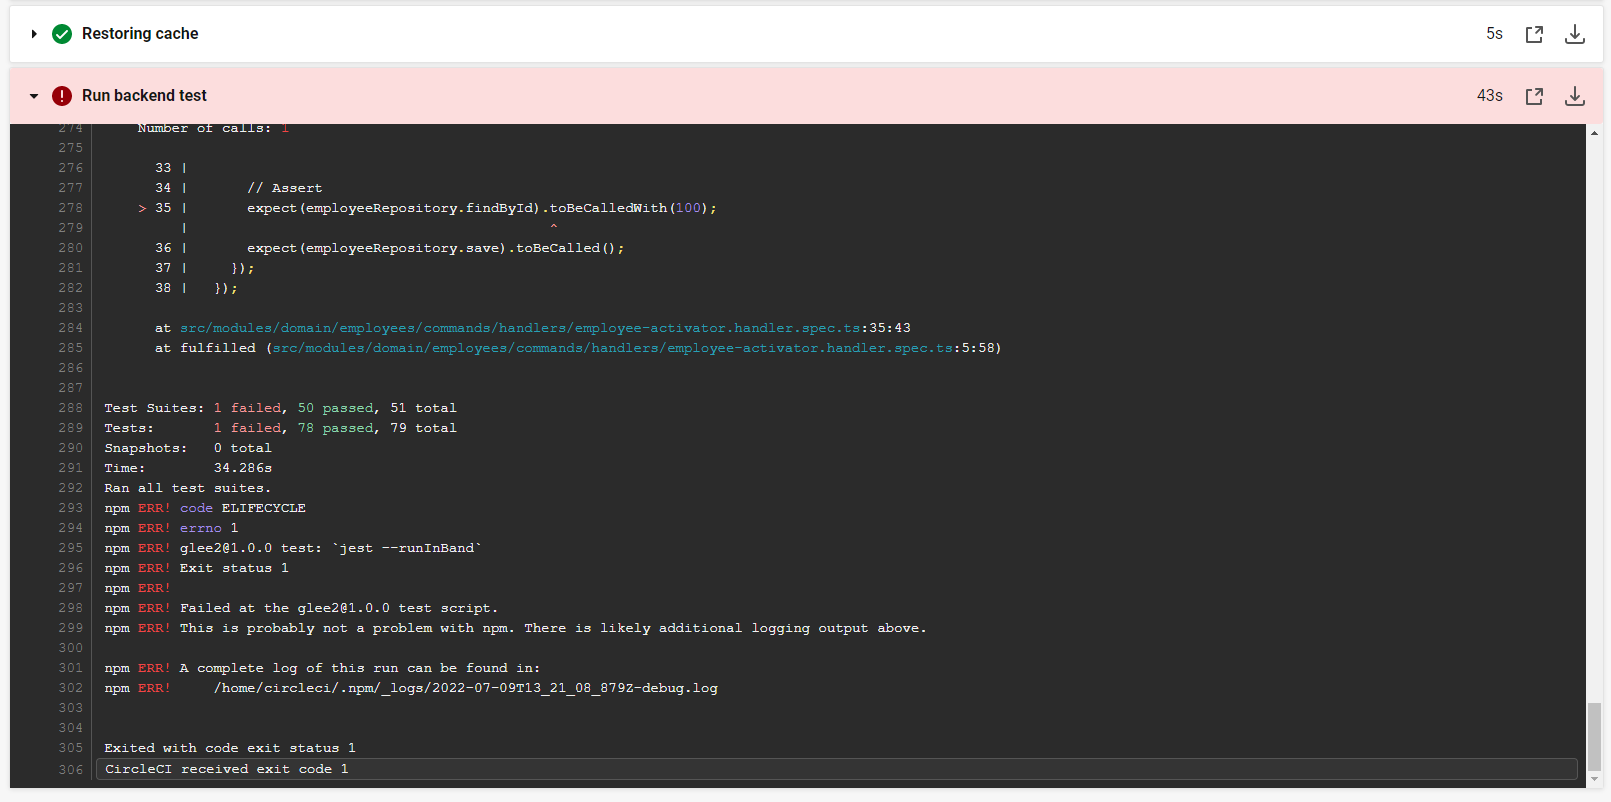 Restoring cache 5s
Run backend test 43s
274 Number of calls: 1
275
276 33 |
277 34 | // Assert
278 > 35 | expect(employeeRepository.findById).toBeCalledWith(100);
279 | ^
280 36 | expect(employeeRepository.save).toBeCalled();
281 37 | });
282 38 | });
283
284 at src/modules/domain/employees/commands/handlers/employee-activator.handler.spec.ts:35:43
285 at fulfilled (src/modules/domain/employees/commands/handlers/employee-activator.handler.spec.ts:5:58)
286
287
288 Test Suites: 1 failed, 50 passed, 51 total
289 Tests: 1 failed, 78 passed, 79 total
290 Snapshots: 0 total
291 Time: 34.286s
292 Ran all test suites.
293 npm ERR! code ELIFECYCLE
294 npm ERR! errno 1
295 npm ERR! glee2@1.0.0 test: `jest --runInBand`
296 npm ERR! Exit status 1
297 npm ERR!
298 npm ERR! Failed at the glee2@1.0.0 test script.
299 npm ERR! This is probably not a problem with npm. There is likely additional logging output above.
300
301 npm ERR! A complete log of this run can be found in:
302 npm ERR! /home/circleci/.npm/_logs/2022-07-09T13_21_08_879Z-debug.log
303
304
305 Exited with code exit status 1
306 CircleCI received exit code 1